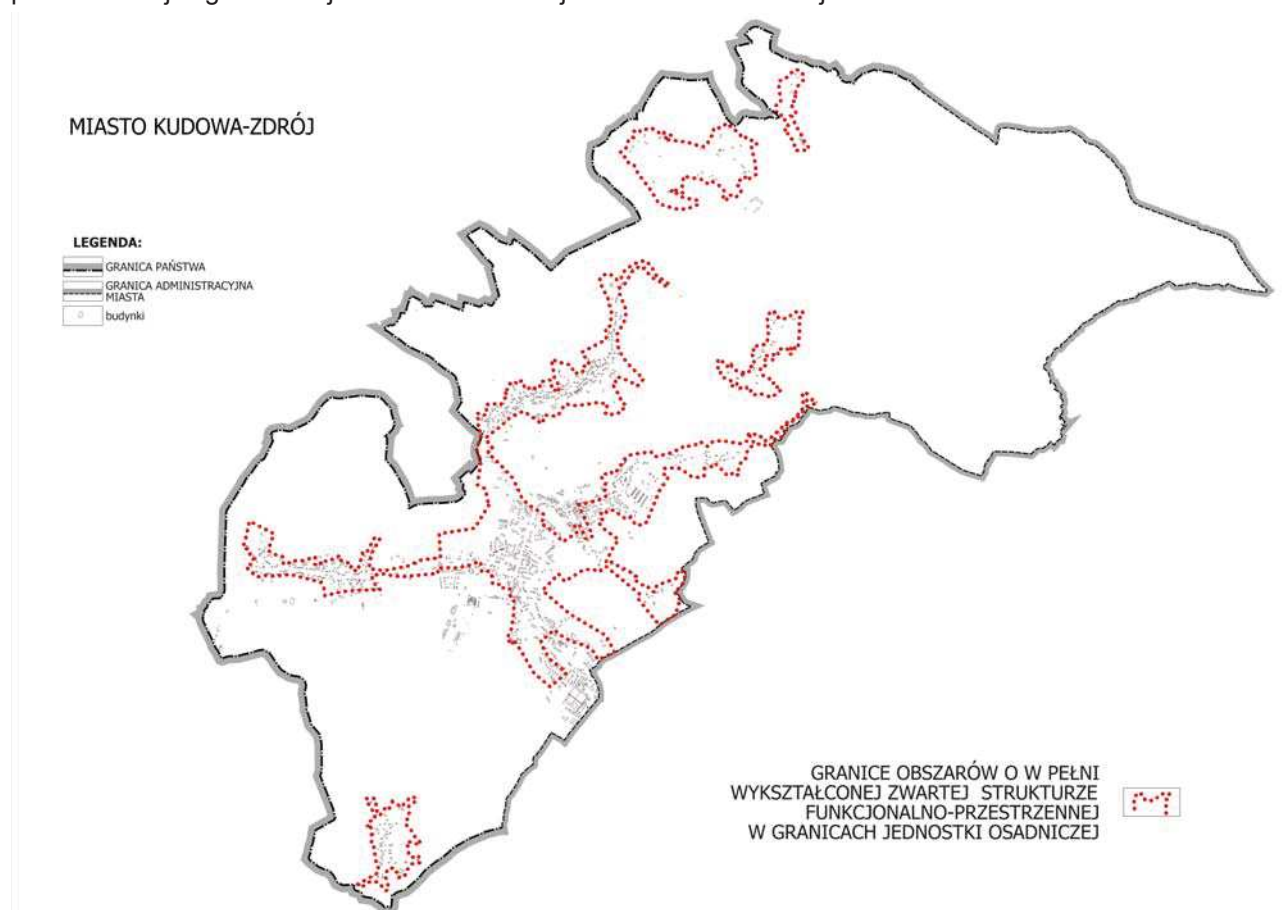 MIASTO KUDOWA-ZDRÓJ
LEGENDA:
GRANICA PAŃSTWA
GRANICA ADMINISTRACYJNA
MIASTA
budynki
GRANICE OBSZARÓW O W PEŁNI
WYKSZTAŁCONEJ ZWARTEJ STRUKTURZE
FUNKCJONALNO-PRZESTRZENNEJ
W GRANICACH JEDNOSTKI OSADNICZEJ